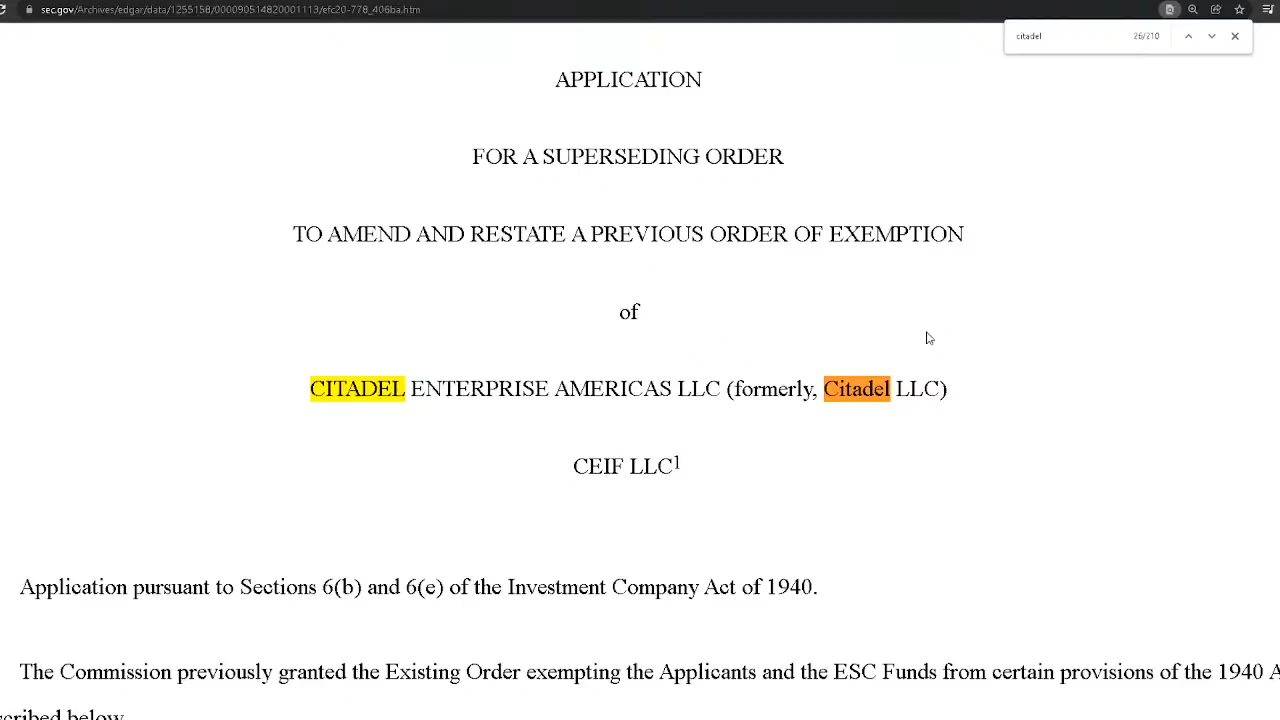 sec.gov/Archives/edgar/data/1255158/000090514820001113/efc20-778_406ba.htm
citadel 26/210
APPLICATION
FOR A SUPERSEDING ORDER
TO AMEND AND RESTATE A PREVIOUS ORDER OF EXEMPTION
of
CITADEL ENTERPRISE AMERICAS LLC (formerly, Citadel LLC)
CEIF LLC1
Application pursuant to Sections 6(b) and 6(e) of the Investment Company Act of 1940.
The Commission previously granted the Existing Order exempting the Applicants and the ESC Funds from certain provisions of the 1940 A
scribed below